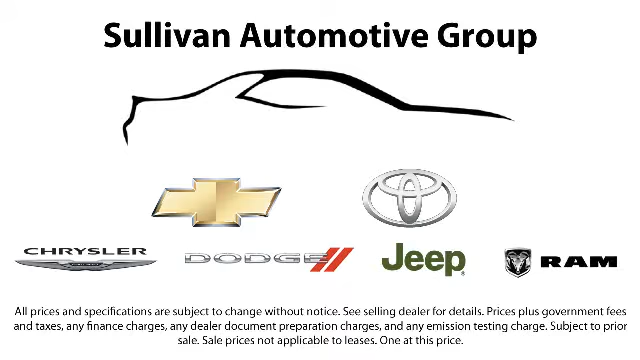 Sullivan Automotive Group
CHRYSLER DODGE Jeep RAM
All prices and specifications are subject to change without notice. See selling dealer for details. Prices plus government fees
and taxes, any finance charges, any dealer document preparation charges, and any emission testing charge. Subject to prior
sale. Sale prices not applicable to leases. One at this price.